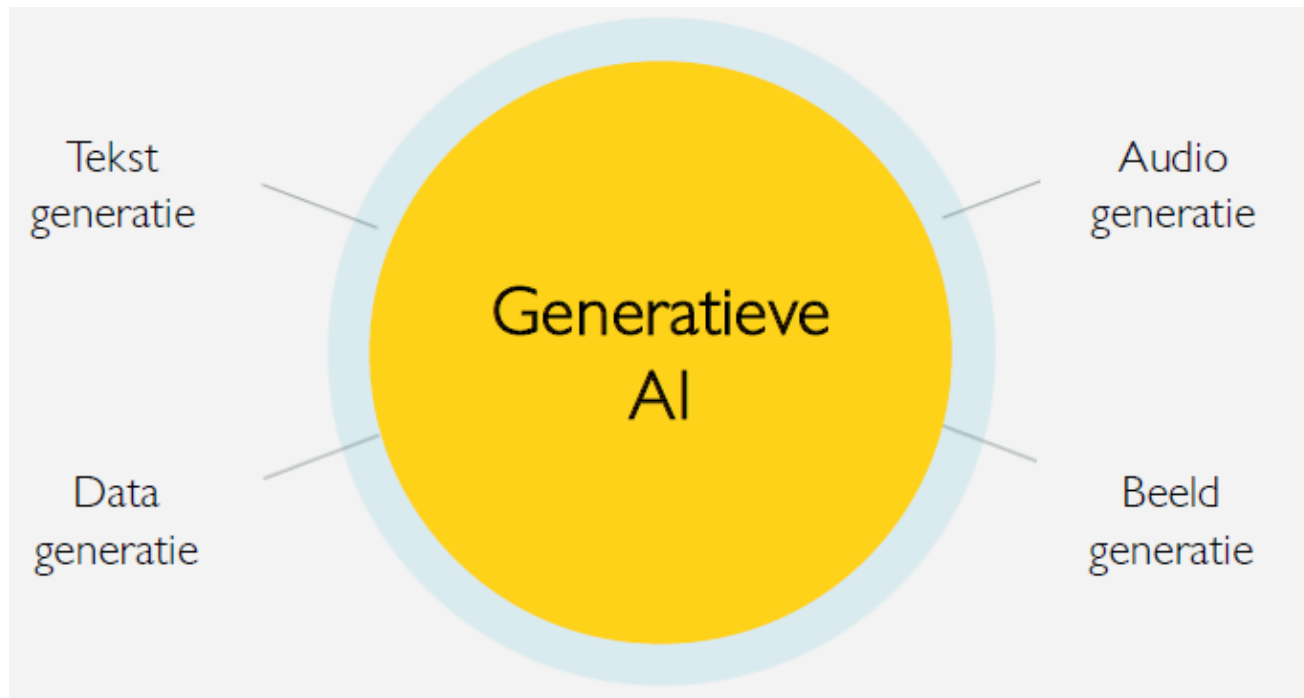 Tekst
generatie
Audio
generatie
Generatieve
AI
Data
generatie
Beeld
generatie